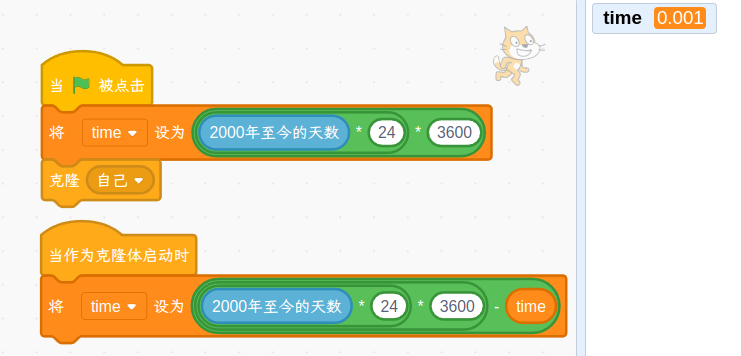 time 0.001
当 被点击
将 time 设为 2000年至今的天数 * 24 * 3600
克隆 自己
当作为克隆体启动时
将 time 设为 2000年至今的天数 * 24 * 3600 - time